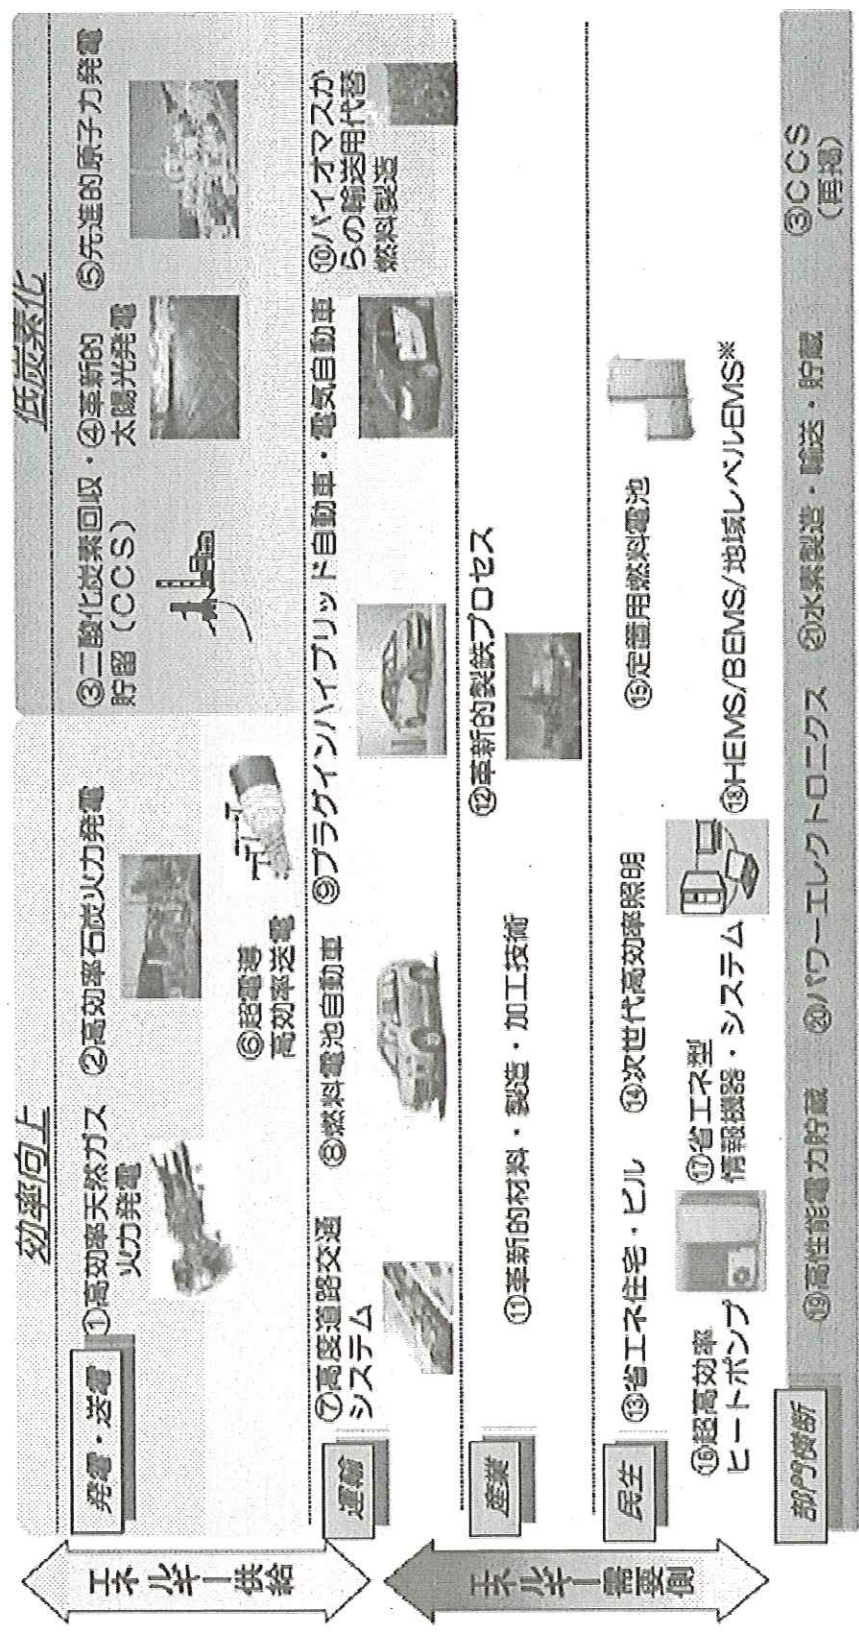 効率向上
低炭素化
エネルギー供給
発電・送電
①高効率天然ガス
火力発電
②高効率石炭火力発電
③二酸化炭素回収・
貯留(CCS)
④革新的
太陽光発電
⑤先進的原子力発電
⑥超電導
高効率送電
運輸
⑦高度道路交通
システム
⑧燃料電池自動車
⑨プラグインハイブリッド自動車・電気自動車
⑩バイオマスか
らの輸送用代替
燃料製造
エネルギー需要側
産業
⑪革新的材料・製造・加工技術
⑫革新的製鉄プロセス
民生
⑬省エネ住宅・ビル
⑭次世代高効率照明
⑮定置用燃料電池
⑯超高効率
ヒートポンプ
⑰省エネ型
情報機器・システム
⑱HEMS/BEMS/地域レベルEMS※
部門横断
⑲高性能電力貯蔵
⑳パワーエレクトロニクス
㉑水素製造・輸送・貯蔵
③CCS
(再掲)